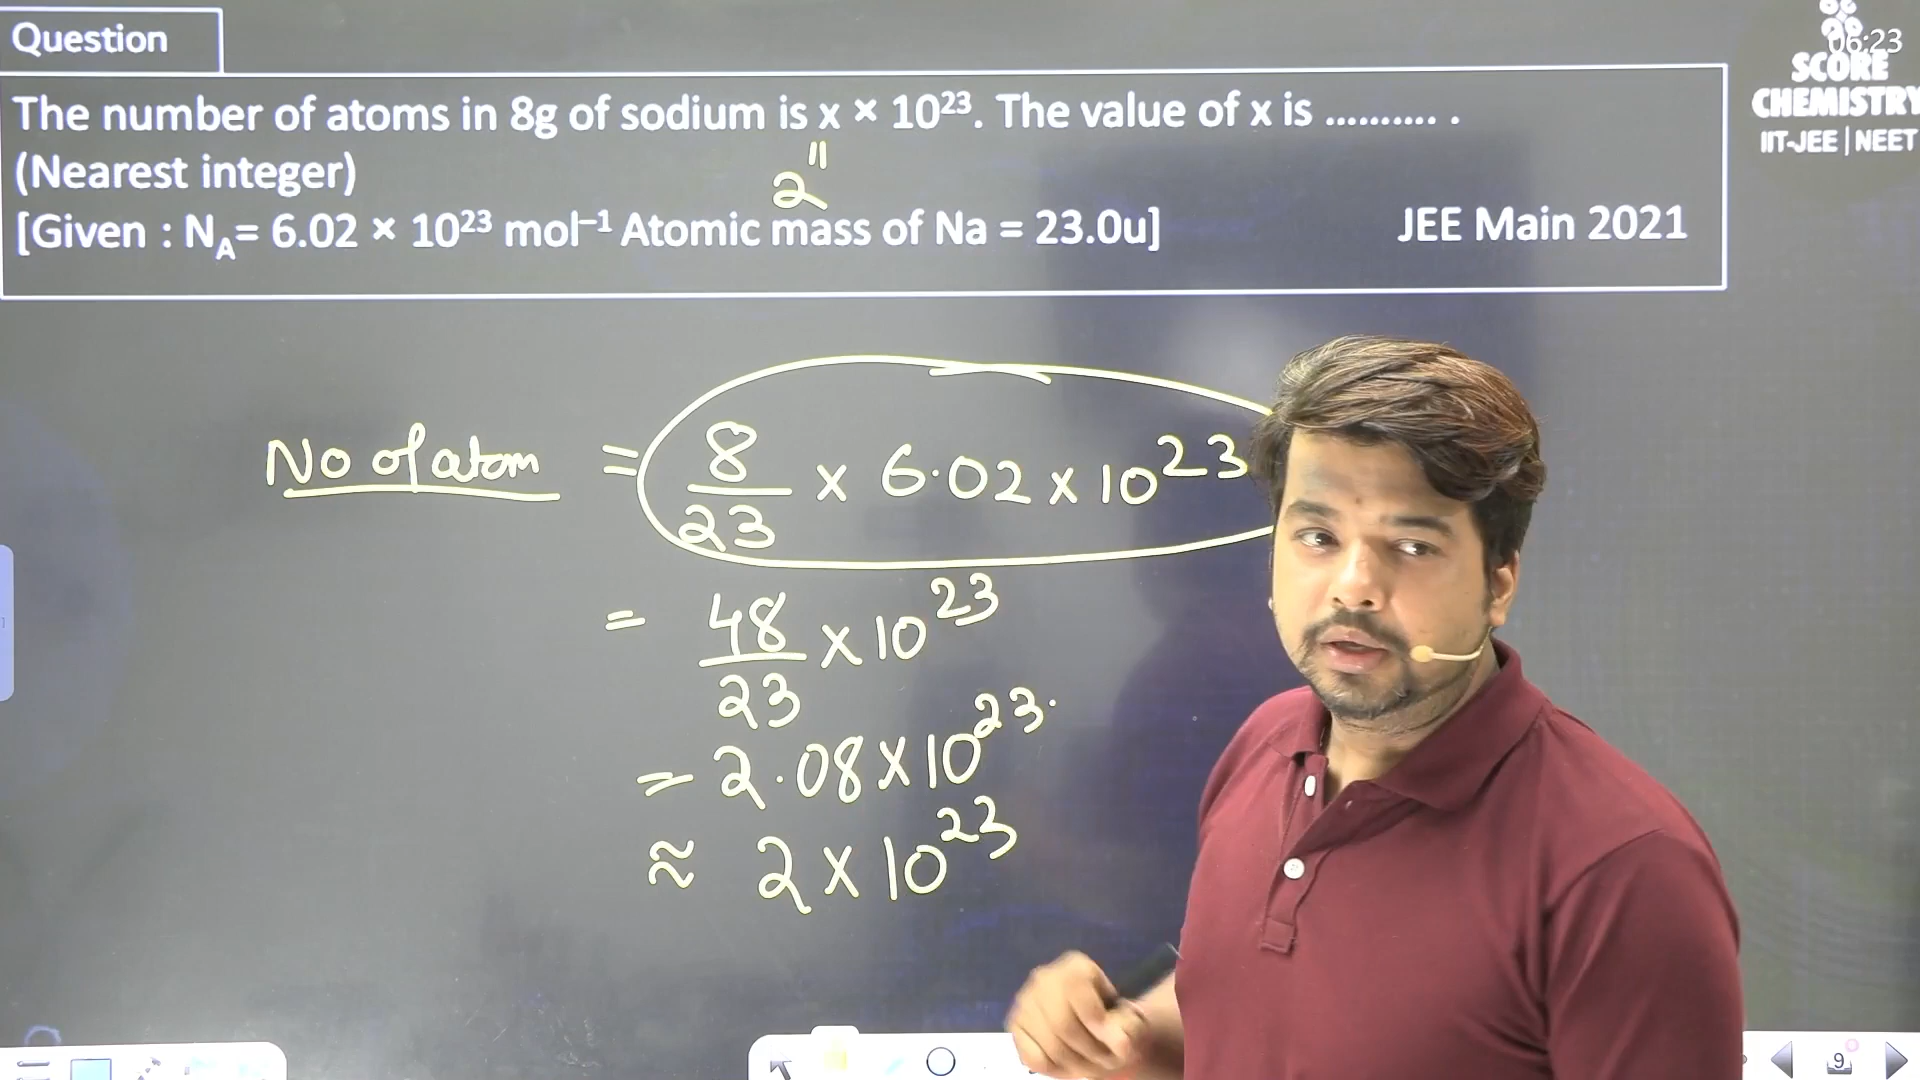 Question
06:23
SCORE
CHEMISTRY
IIT-JEE | NEET
The number of atoms in 8g of sodium is x × 10²³. The value of x is .......... .
(Nearest integer)
"
2
[Given : N_A= 6.02 × 10²³ mol⁻¹ Atomic mass of Na = 23.0u] JEE Main 2021
No of atom = 8/23 × 6.02 × 10²³
= 48/23 × 10²³
= 2.08 × 10²³.
≈ 2 × 10²³
9